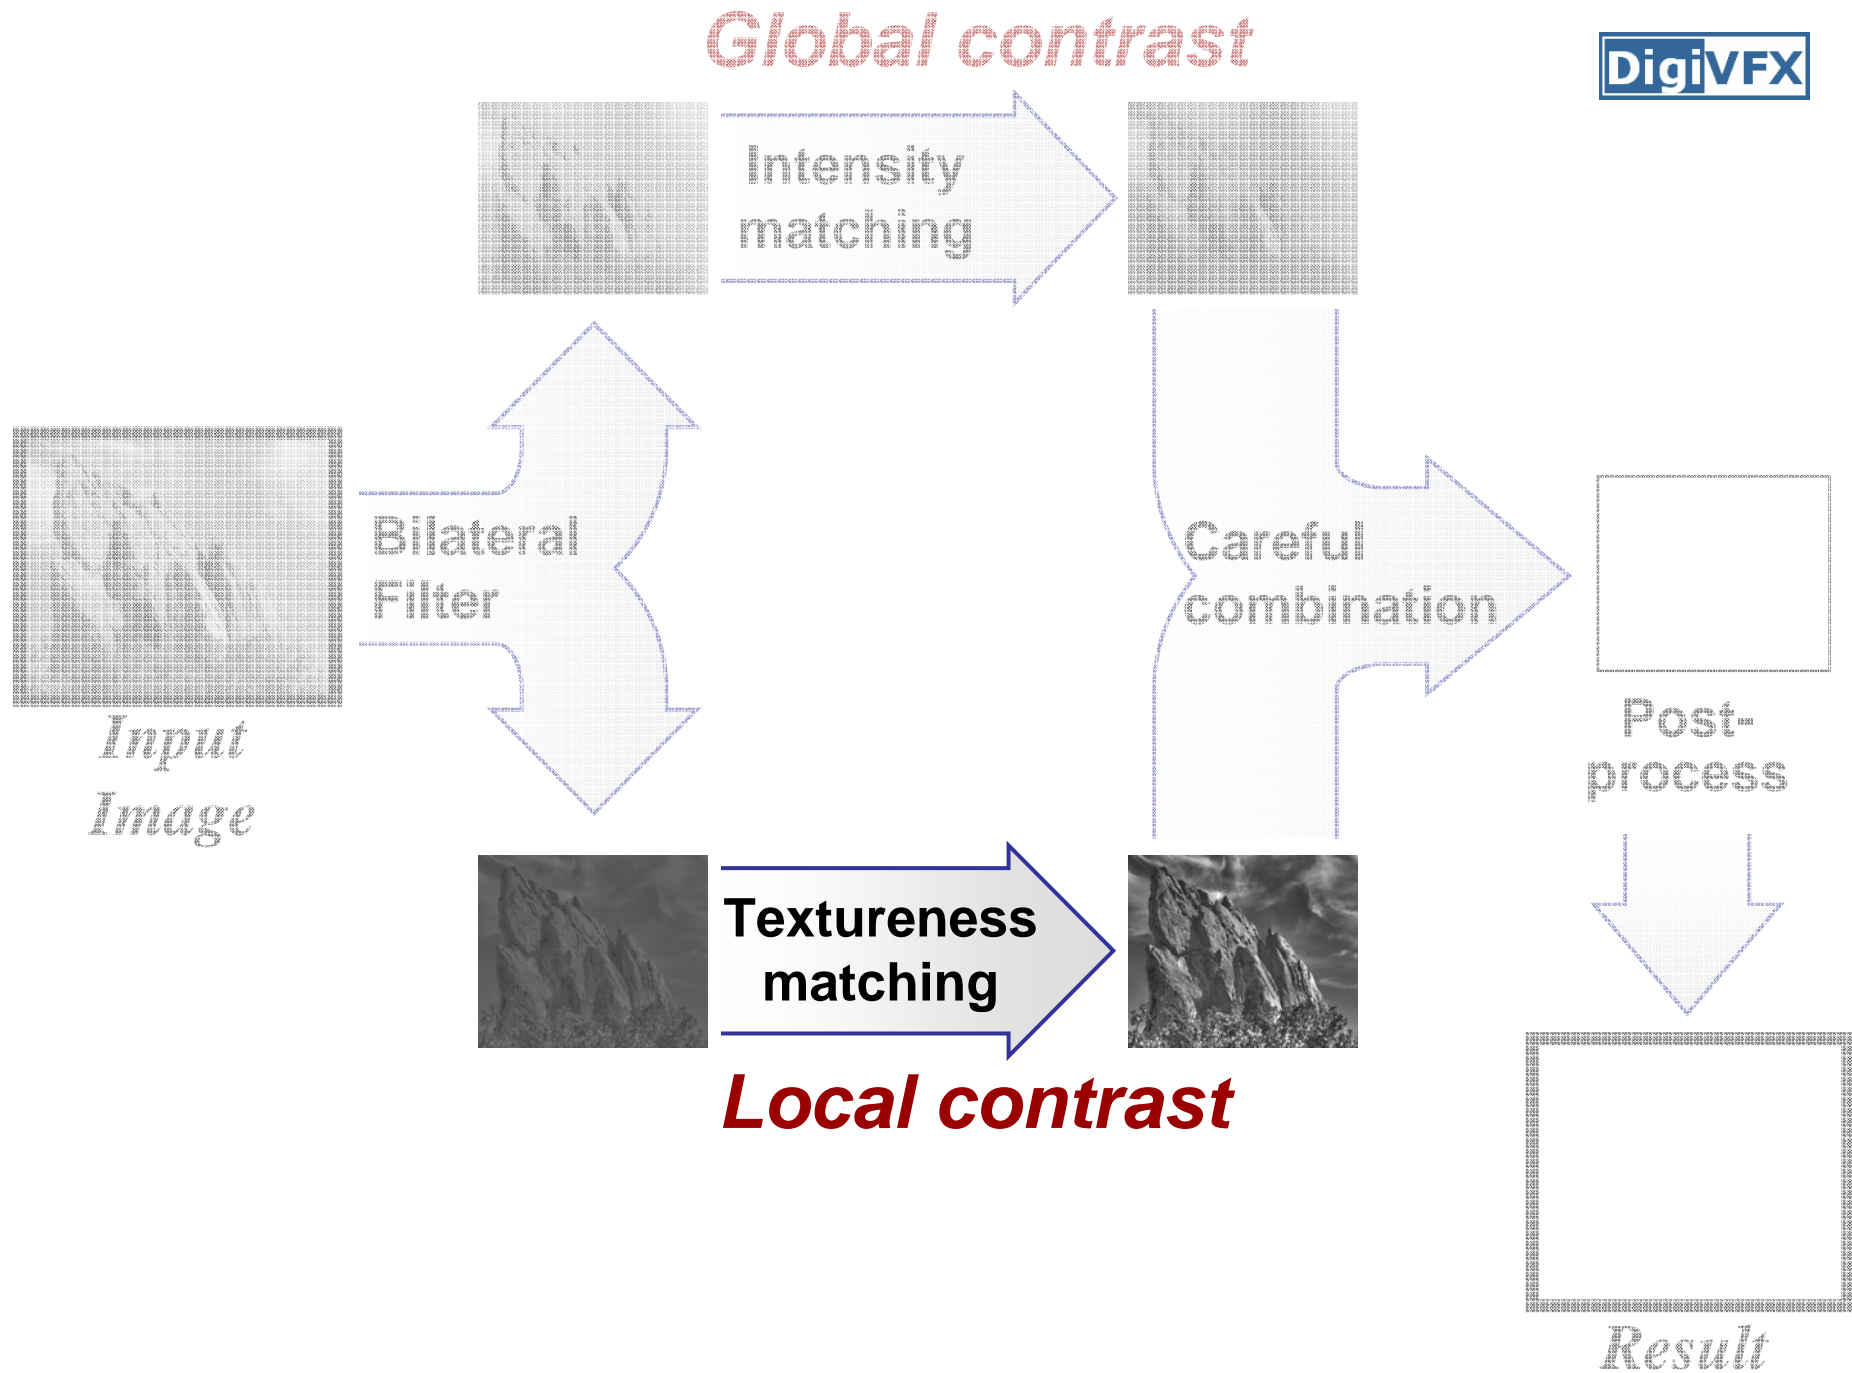 Global contrast
DigiVFX
Intensity
matching
Bilateral
Filter
Careful
combination
Input
Image
Post-
process
Textureness
matching
Local contrast
Result